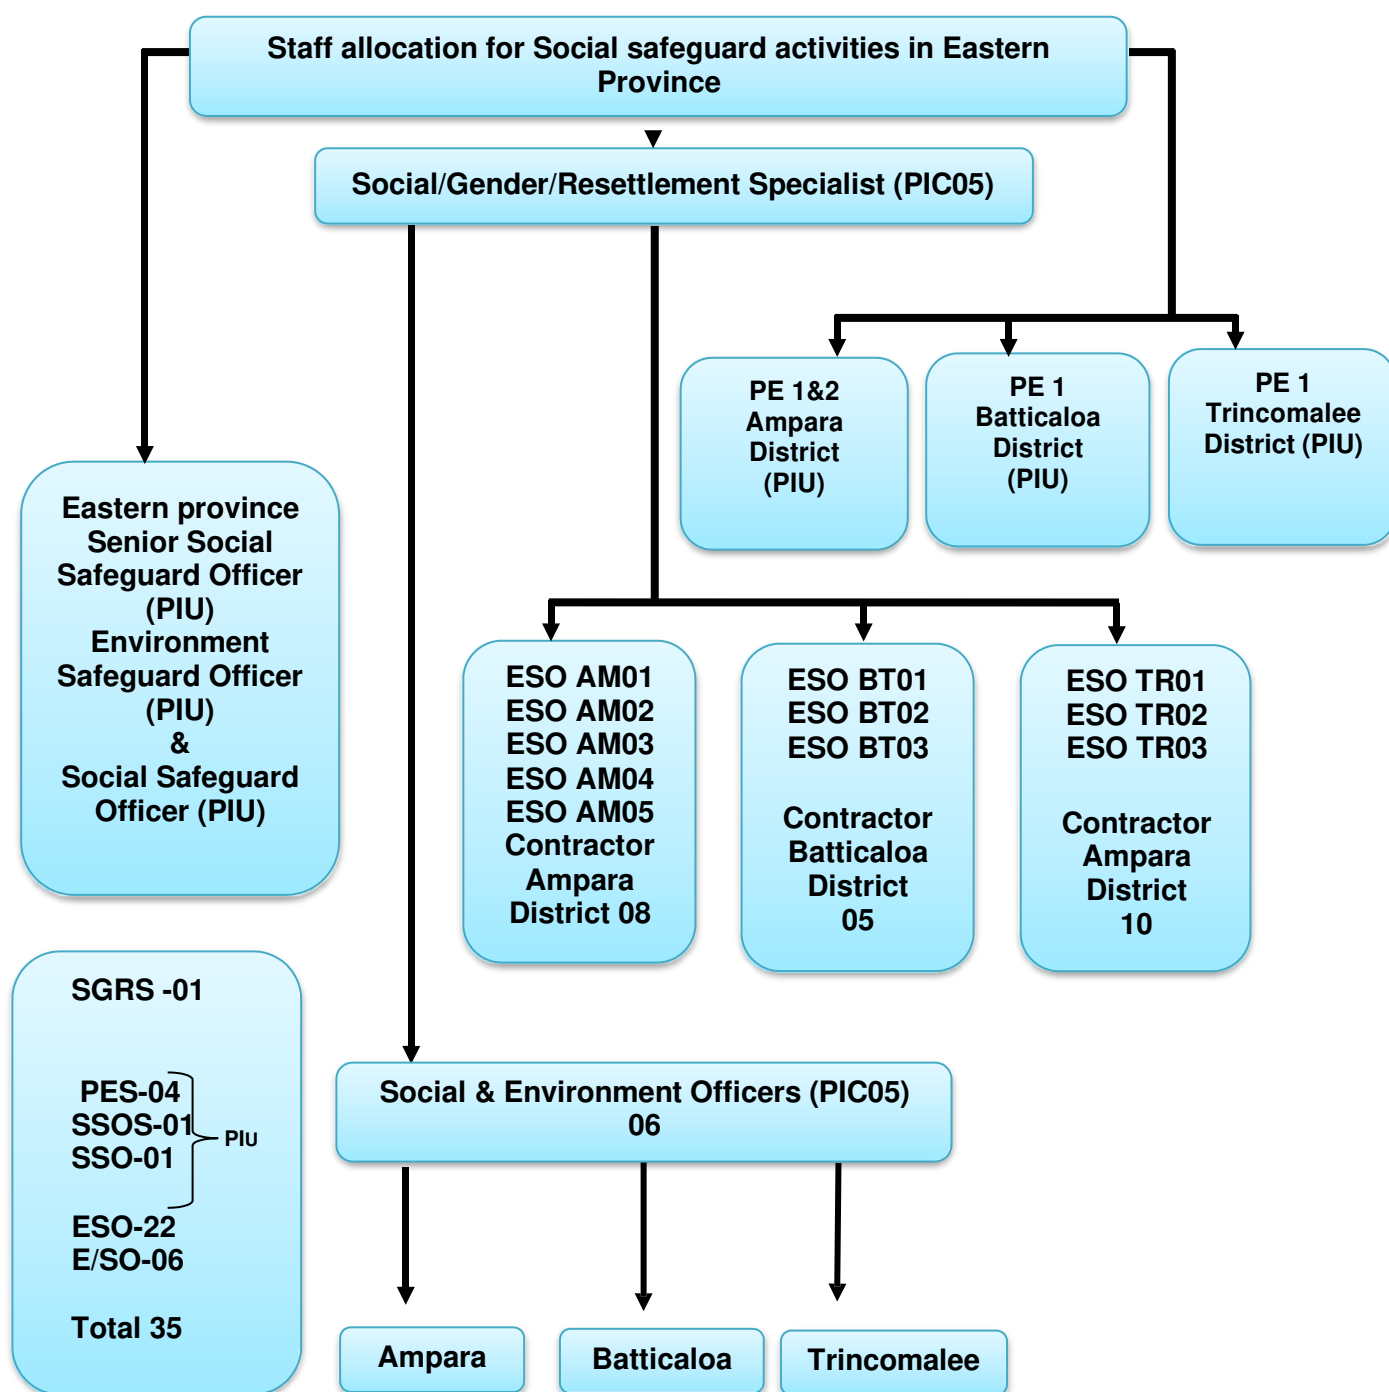 Staff allocation for Social safeguard activities in Eastern
Province
Social/Gender/Resettlement Specialist (PIC05)
PE 1&2
Ampara
District
(PIU)
PE 1
Batticaloa
District
(PIU)
PE 1
Trincomalee
District (PIU)
Eastern province
Senior Social
Safeguard Officer
(PIU)
Environment
Safeguard Officer
(PIU)
&
Social Safeguard
Officer (PIU)
ESO AM01
ESO AM02
ESO AM03
ESO AM04
ESO AM05
Contractor
Ampara
District 08
ESO BT01
ESO BT02
ESO BT03
Contractor
Batticaloa
District
05
ESO TR01
ESO TR02
ESO TR03
Contractor
Ampara
District
10
SGRS -01
PES-04
SSOS-01
SSO-01
PIU
ESO-22
E/SO-06
Total 35
Social & Environment Officers (PIC05)
06
Ampara
Batticaloa
Trincomalee